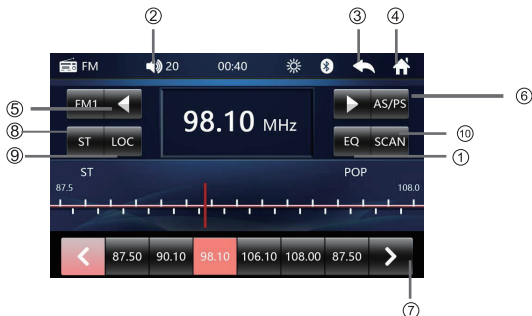 ② ③ ④
FM 20 00:40
⑤ FM1 AS/PS ⑥
98.10 MHz
⑧ ST LOC EQ SCAN ⑩
⑨ ①
ST POP
87.5 108.0
87.50 90.10 98.10 106.10 108.00 87.50
⑦